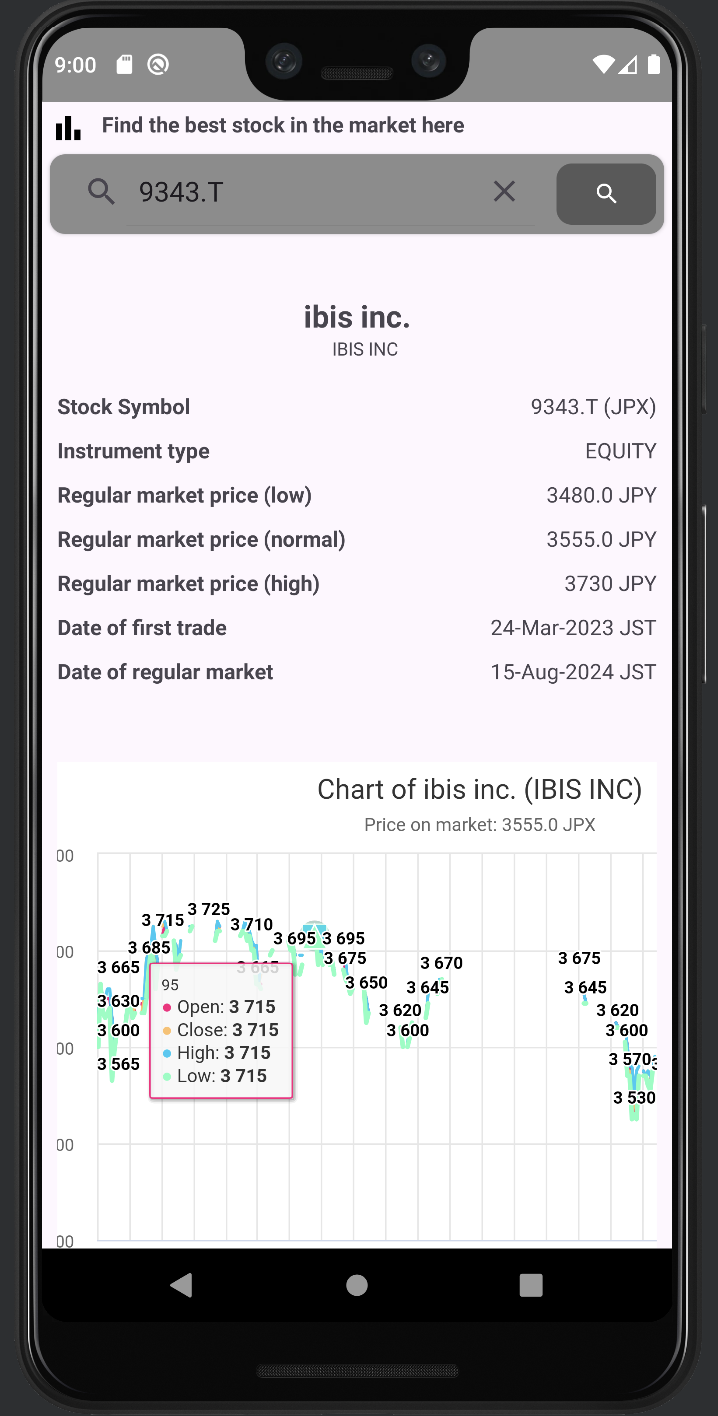 9:00
Find the best stock in the market here
9343.T
ibis inc.
IBIS INC
Stock Symbol 9343.T (JPX)
Instrument type EQUITY
Regular market price (low) 3480.0 JPY
Regular market price (normal) 3555.0 JPY
Regular market price (high) 3730 JPY
Date of first trade 24-Mar-2023 JST
Date of regular market 15-Aug-2024 JST
Chart of ibis inc. (IBIS INC)
Price on market: 3555.0 JPX
00
3 725
3 715
3 710
3 695 3 695
3 685
00
3 675 3 675
3 665 3 665
3 670
3 650
3 645 3 645
3 630
3 620 3 620
3 600 3 600 3 600
95
Open: 3 715
Close: 3 715
High: 3 715
Low: 3 715
00
3 565 3 570
3 530
00
00